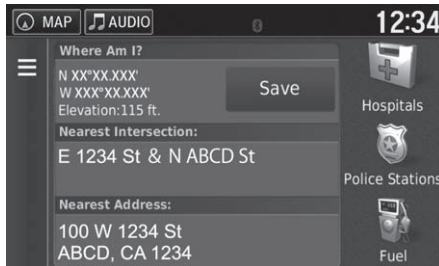 MAP AUDIO 12:34
Where Am I?
N XX°XX.XXX'
W XXX°XX.XXX'
Elevation:115 ft.
Save
Nearest Intersection:
E 1234 St & N ABCD St
Nearest Address:
100 W 1234 St
ABCD, CA 1234
Hospitals
Police Stations
Fuel